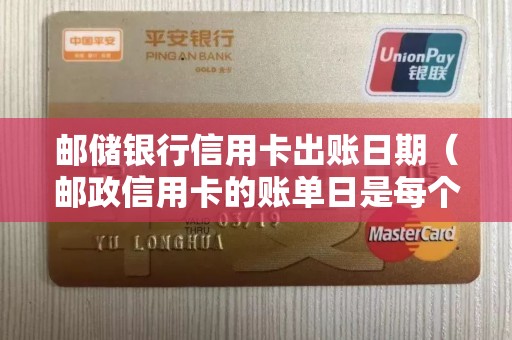 中国平安
平安银行
PING AN BANK
GOLD 金卡
UnionPay
银联
邮储银行信用卡出账日期（
邮政信用卡的账单日是每个
03/19
YU LONGHUA
MasterCard